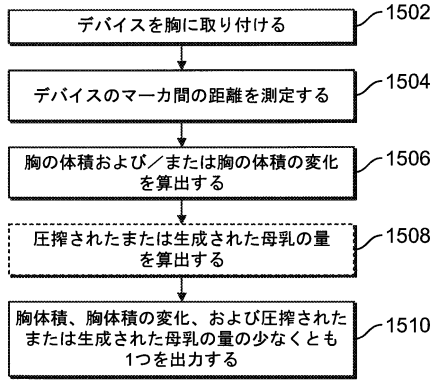 デバイスを胸に取り付ける
1502
デバイスのマーカ間の距離を測定する
1504
胸の体積および／または胸の体積の変化
を算出する
1506
圧搾されたまたは生成された母乳の量
を算出する
1508
胸体積、胸体積の変化、および圧搾された
または生成された母乳の量の少なくとも
1つを出力する
1510